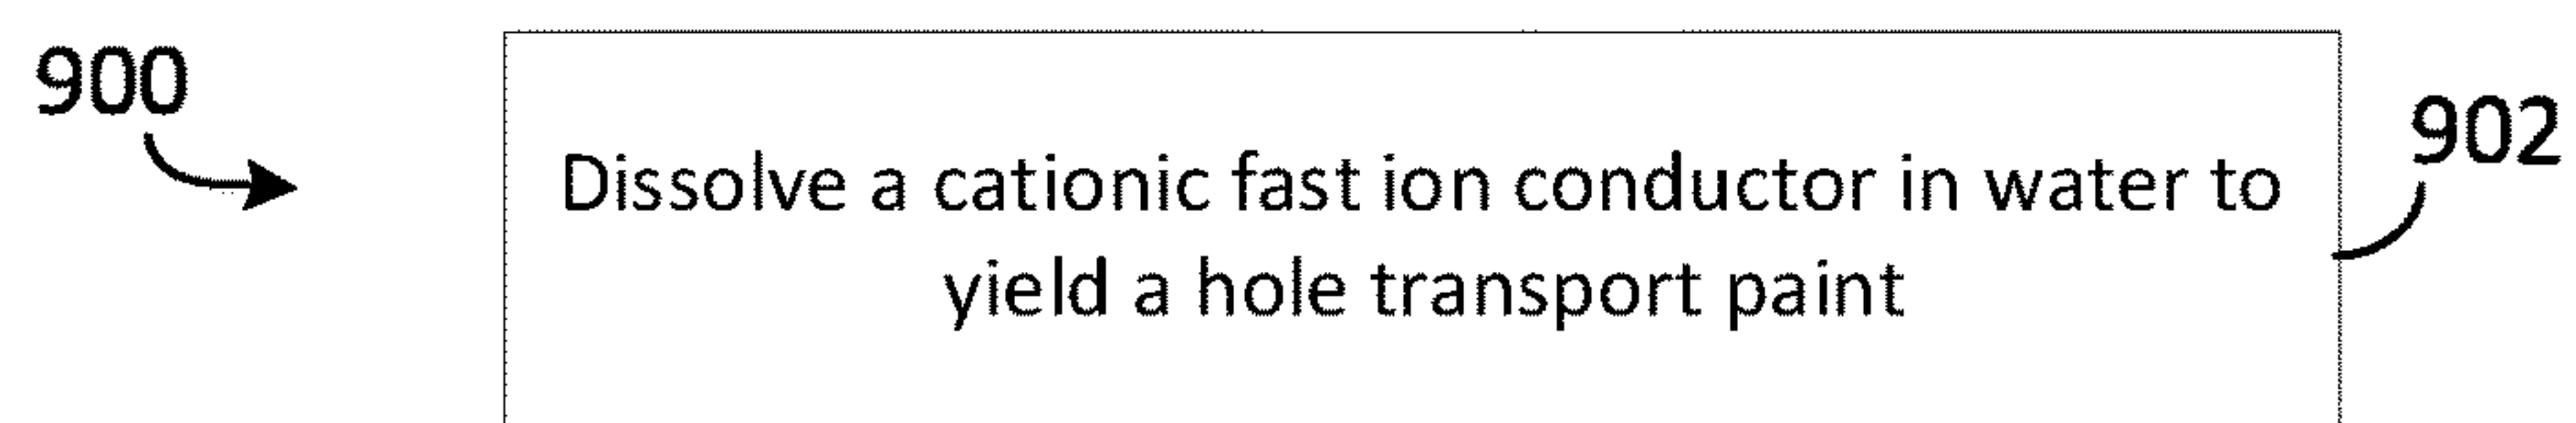 900
902
Dissolve a cationic fast ion conductor in water to
yield a hole transport paint